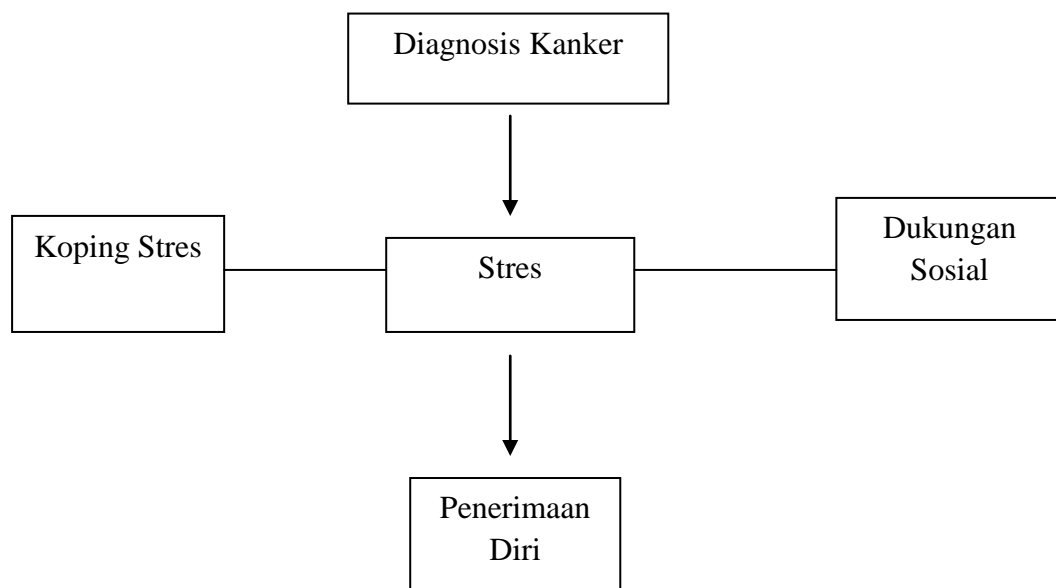 Diagnosis Kanker
Koping Stres
Stres
Dukungan
Sosial
Penerimaan
Diri